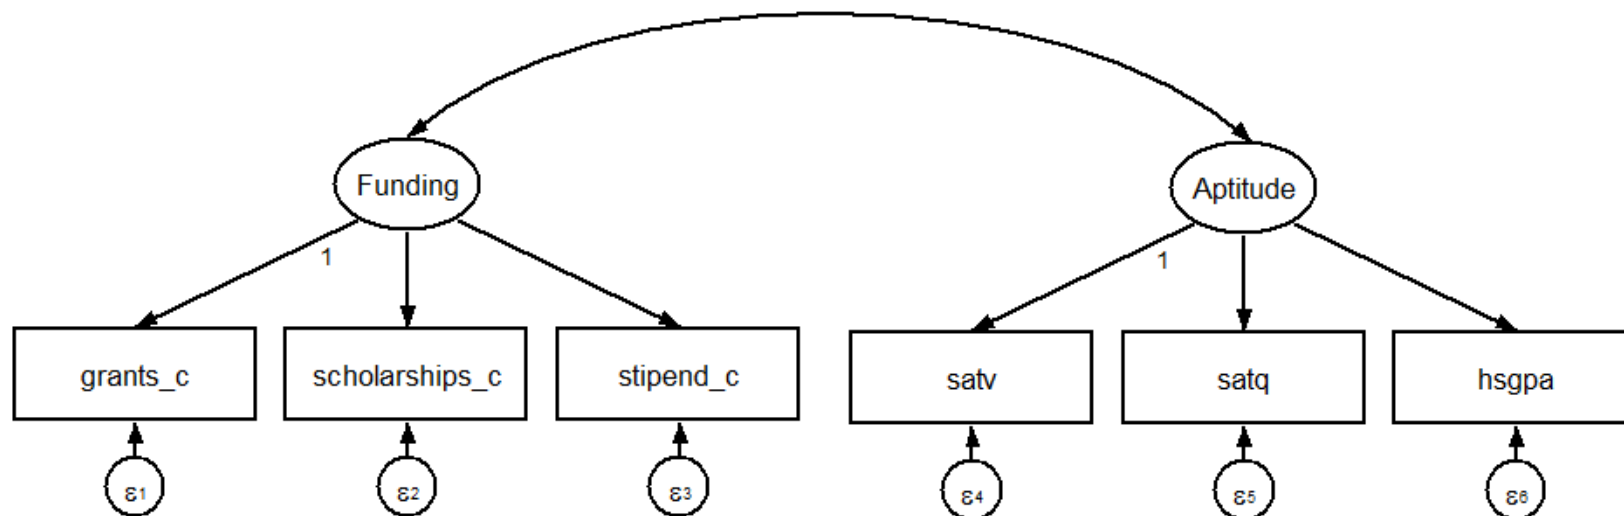 Funding
Aptitude
1
1
grants_c
scholarships_c
stipend_c
satv
satq
hsgpa
ε1
ε2
ε3
ε4
ε5
ε6